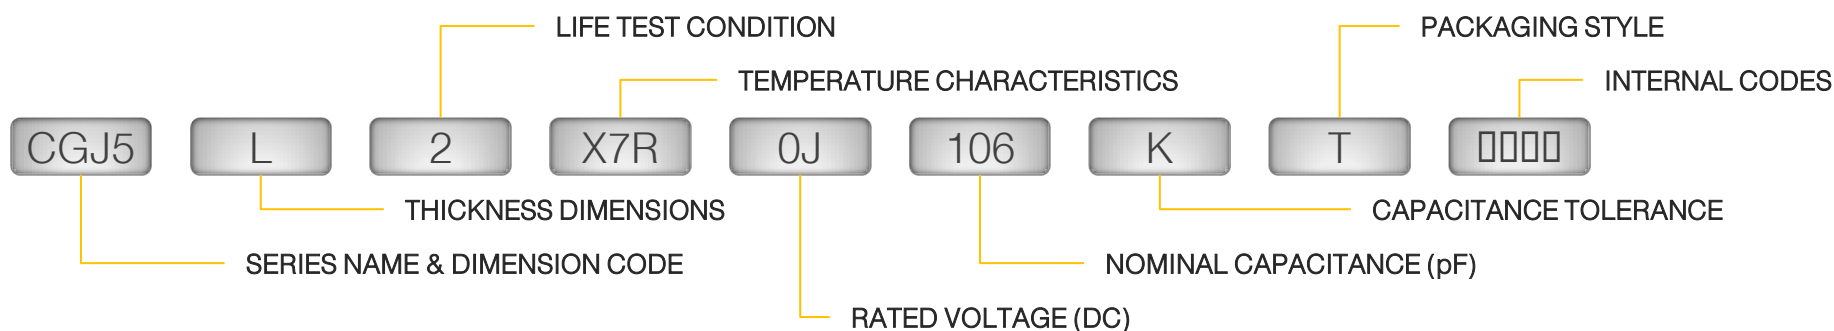 LIFE TEST CONDITION
PACKAGING STYLE
TEMPERATURE CHARACTERISTICS
INTERNAL CODES
CGJ5 L 2 X7R 0J 106 K T □□□□
THICKNESS DIMENSIONS
CAPACITANCE TOLERANCE
SERIES NAME & DIMENSION CODE
NOMINAL CAPACITANCE (pF)
RATED VOLTAGE (DC)